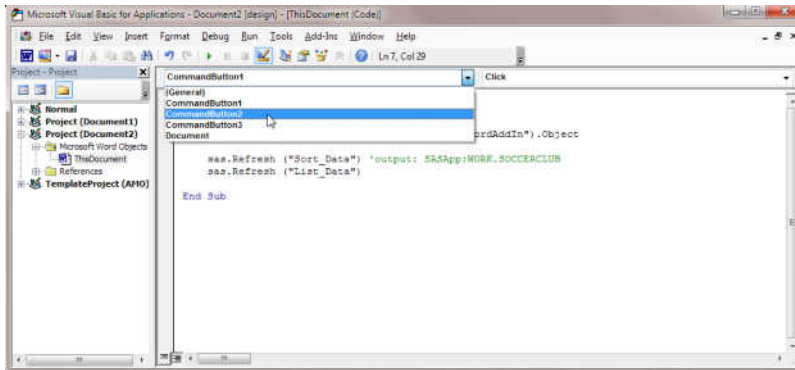 Microsoft Visual Basic for Applications - Document2 [design] - [ThisDocument (Code)]
File Edit View Insert Format Debug Run Tools Add-Ins Window Help
Ln 7, Col 29
Project - Project
CommandButton1
Click
(General)
CommandButton1
CommandButton2
CommandButton3
Document
Normal
Project (Document1)
Project (Document2)
Microsoft Word Objects
ThisDocument
References
TemplateProject (AMO)
ordAddIn").Object
sas.Refresh ("Sort_Data") 'output: SASApp:WORK.SOCCERCLUB
sas.Refresh ("List_Data")
End Sub